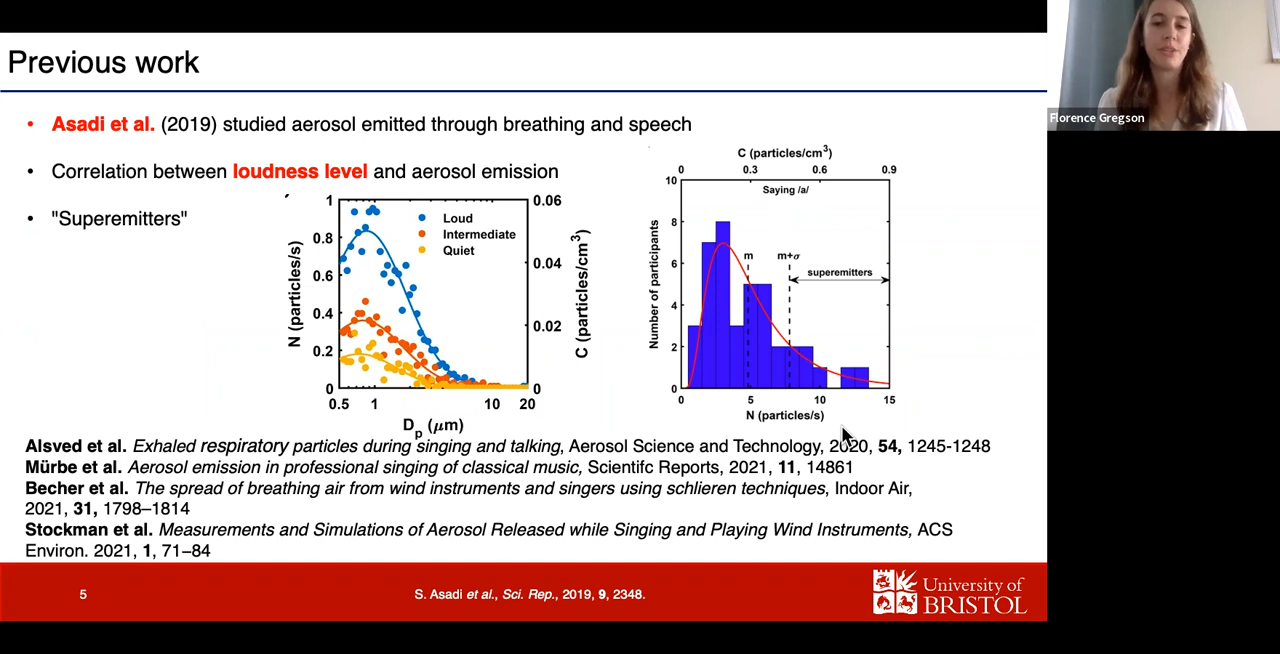 Previous work
Florence Gregson
• Asadi et al. (2019) studied aerosol emitted through breathing and speech
• Correlation between loudness level and aerosol emission
• "Superemitters"
1
0.8
0.6
0.4
0.2
0
N (particles/s)
Loud
Intermediate
Quiet
0.06
0.04
0.02
0
C (particles/cm³)
0.5 1 10 20
Dp (μm)
C (particles/cm³)
0 0.3 0.6 0.9
Saying /a/
10
8
6
4
2
0
Number of participants
m m+σ
superemitters
0 5 10 15
N (particles/s)
Alsved et al. Exhaled respiratory particles during singing and talking, Aerosol Science and Technology, 2020, 54, 1245-1248
Mürbe et al. Aerosol emission in professional singing of classical music, Scientifc Reports, 2021, 11, 14861
Becher et al. The spread of breathing air from wind instruments and singers using schlieren techniques, Indoor Air,
2021, 31, 1798–1814
Stockman et al. Measurements and Simulations of Aerosol Released while Singing and Playing Wind Instruments, ACS
Environ. 2021, 1, 71–84
5
S. Asadi et al., Sci. Rep., 2019, 9, 2348.
University of
BRISTOL